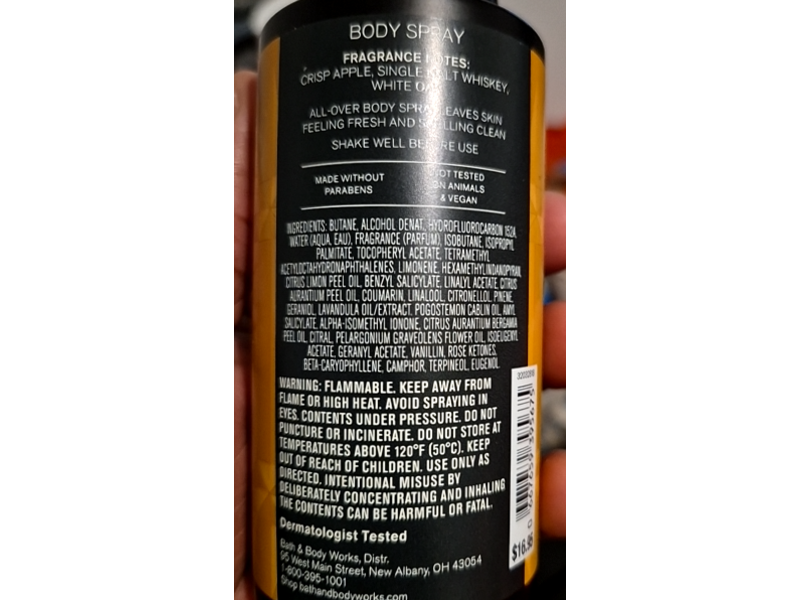 BODY SPRAY
FRAGRANCE NOTES:
CRISP APPLE, SINGLE MALT WHISKEY,
WHITE OAK
ALL-OVER BODY SPRAY LEAVES SKIN
FEELING FRESH AND SMELLING CLEAN
SHAKE WELL BEFORE USE
MADE WITHOUT
PARABENS
NOT TESTED
ON ANIMALS
& VEGAN
INGREDIENTS: BUTANE, ALCOHOL DENAT, HYDROFLUOROCARBON 152A,
WATER (AQUA, EAU), FRAGRANCE (PARFUM), ISOBUTANE, ISOPROPYL
PALMITATE, TOCOPHERYL ACETATE, TETRAMETHYL
ACETYLOCTAHYDRONAPHTHALENES, LIMONENE, HEXAMETHYLINDANOPYRAN,
CITRUS LIMON PEEL OIL, BENZYL SALICYLATE, LINALYL ACETATE, CITRUS
AURANTIUM PEEL OIL, COUMARIN, LINALOOL, CITRONELLOL, PINENE,
GERANIOL, LAVANDULA OIL/EXTRACT, POGOSTEMON CABLIN OIL, AMYL
SALICYLATE, ALPHA-ISOMETHYL IONONE, CITRUS AURANTIUM BERGAMIA
PEEL OIL, CITRAL, PELARGONIUM GRAVEOLENS FLOWER OIL, ISOEUGENYL
ACETATE, GERANYL ACETATE, VANILLIN, ROSE KETONES,
BETA-CARYOPHYLLENE, CAMPHOR, TERPINEOL, EUGENOL
WARNING: FLAMMABLE. KEEP AWAY FROM
FLAME OR HIGH HEAT. AVOID SPRAYING IN
EYES. CONTENTS UNDER PRESSURE. DO NOT
PUNCTURE OR INCINERATE. DO NOT STORE AT
TEMPERATURES ABOVE 120°F (50°C). KEEP
OUT OF REACH OF CHILDREN. USE ONLY AS
DIRECTED. INTENTIONAL MISUSE BY
DELIBERATELY CONCENTRATING AND INHALING
THE CONTENTS CAN BE HARMFUL OR FATAL.
Dermatologist Tested
Bath & Body Works, Distr.
95 West Main Street, New Albany, OH 43054
1-800-395-1001
Shop bathandbodyworks.com